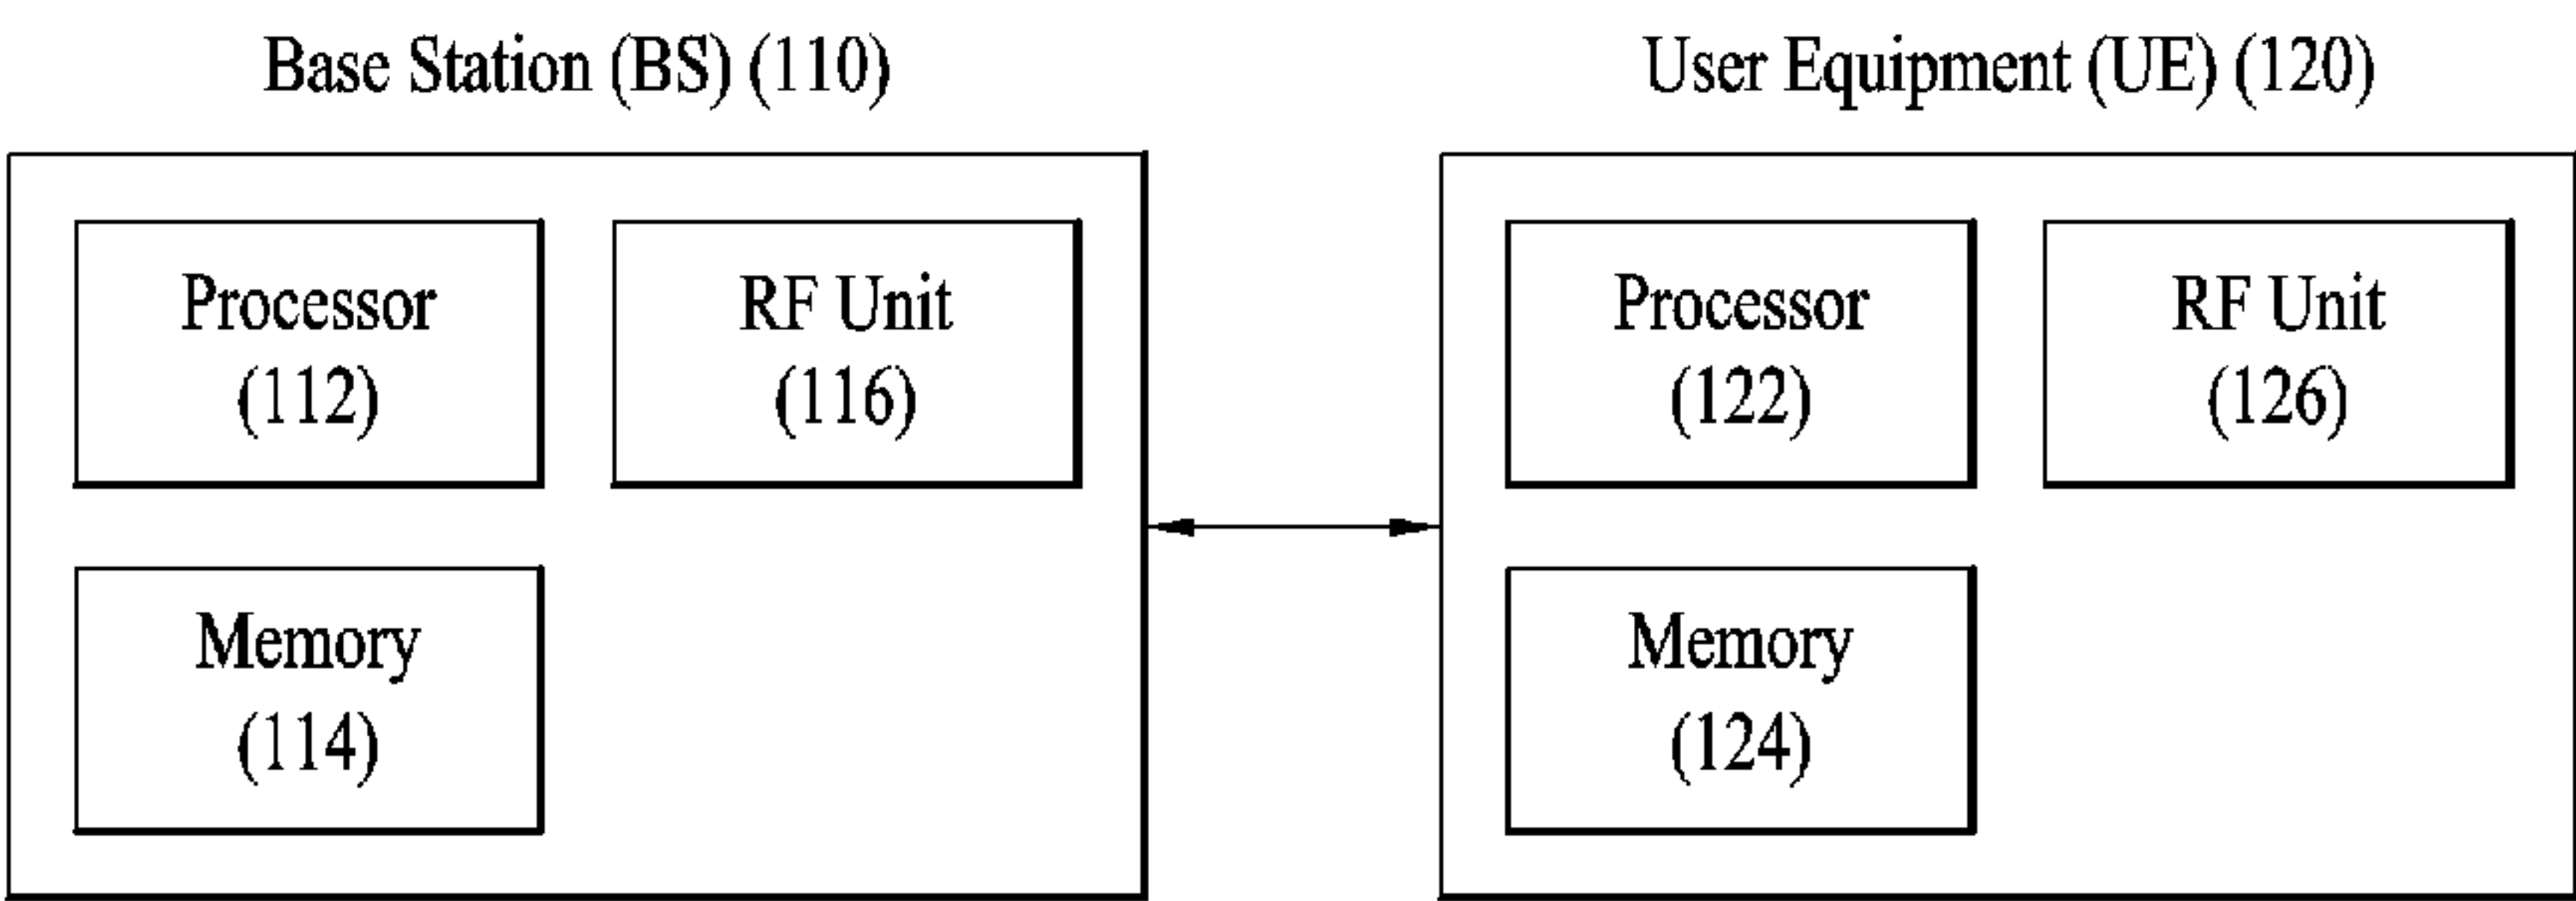 Base Station (BS) (110)
User Equipment (UE) (120)
Processor
(112)
RF Unit
(116)
Memory
(114)
Processor
(122)
RF Unit
(126)
Memory
(124)